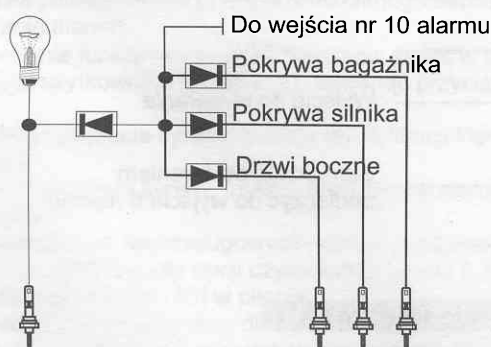 Do wejścia nr 10 alarmu
Pokrywa bagażnika
Pokrywa silnika
Drzwi boczne